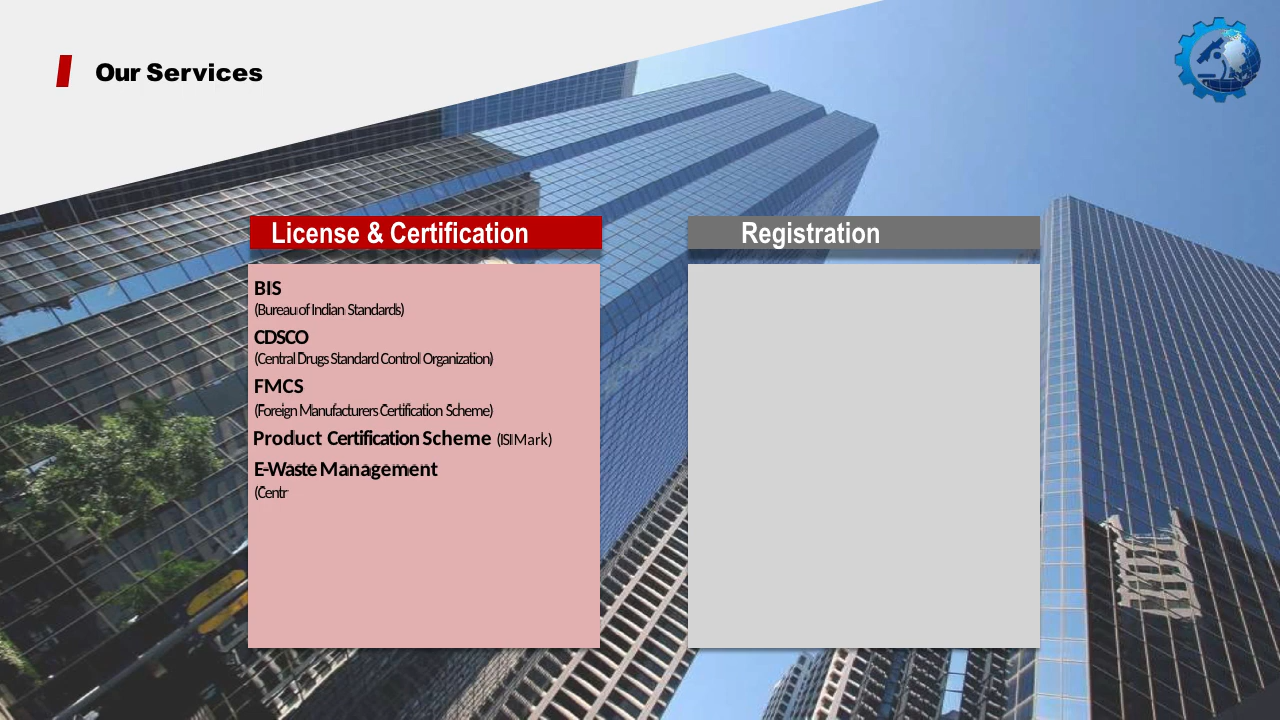 Our Services
License & Certification
Registration
BIS
(Bureau of Indian Standards)
CDSCO
(Central Drugs Standard Control Organization)
FMCS
(Foreign Manufacturers Certification Scheme)
Product Certification Scheme (ISI Mark)
E-Waste Management
(Centr